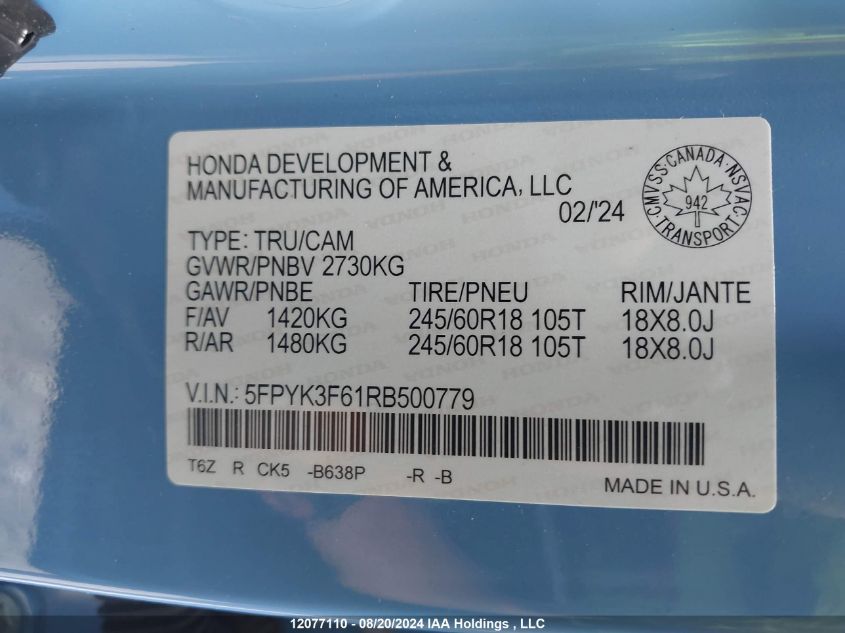 HONDA DEVELOPMENT &
MANUFACTURING OF AMERICA, LLC
02/'24
CMVSS·CANADA·NSVAC
942
TRANSPORT
TYPE: TRU/CAM
GVWR/PNBV 2730KG
GAWR/PNBE TIRE/PNEU RIM/JANTE
F/AV 1420KG 245/60R18 105T 18X8.0J
R/AR 1480KG 245/60R18 105T 18X8.0J
V.I.N.: 5FPYK3F61RB500779
T6Z R CK5 -B638P -R -B
MADE IN U.S.A.
12077110 - 08/20/2024 IAA Holdings , LLC